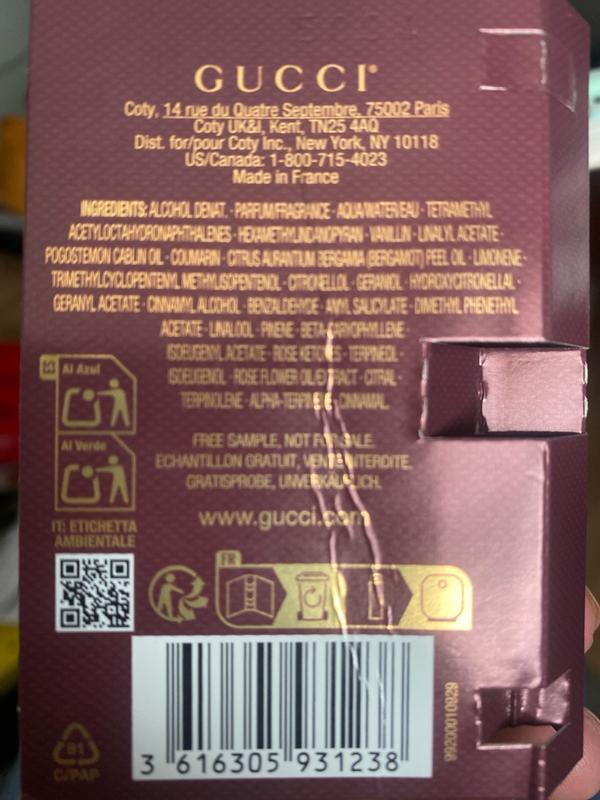 GUCCI
Coty, 14 rue du Quatre Septembre, 75002 Paris
Coty UK&I, Kent, TN25 4AQ
Dist. for/pour Coty Inc., New York, NY 10118
US/Canada: 1-800-715-4023
Made in France
INGREDIENTS: ALCOHOL DENAT. · PARFUM/FRAGRANCE · AQUA/WATER/EAU · TETRAMETHYL
ACETYLOCTAHYDRONAPHTHALENES · HEXAMETHYLINDANOPYRAN · VANILLIN · LINALYL ACETATE ·
POGOSTEMON CABLIN OIL · COUMARIN · CITRUS AURANTIUM BERGAMIA (BERGAMOT) PEEL OIL · LIMONENE ·
TRIMETHYLCYCLOPENTENYL METHYLISOPENTENOL · CITRONELLOL · GERANIOL · HYDROXYCITRONELLAL ·
GERANYL ACETATE · CINNAMYL ALCOHOL · BENZALDEHYDE · AMYL SALICYLATE · DIMETHYL PHENETHYL
ACETATE · LINALOOL · PINENE · BETA-CARYOPHYLLENE ·
ISOEUGENYL ACETATE · ROSE KETONES · TERPINEOL ·
ISOEUGENOL · ROSE FLOWER OIL/EXTRACT · CITRAL ·
TERPINOLENE · ALPHA-TERPINENE · CINNAMAL.
Al Azul
Al Verde
IT: ETICHETTA
AMBIENTALE
FREE SAMPLE, NOT FOR SALE.
ECHANTILLON GRATUIT, VENTE INTERDITE.
GRATISPROBE, UNVERKÄUFLICH.
www.gucci.com
FR
3 616305 931238
99200010929
81
C/PAP